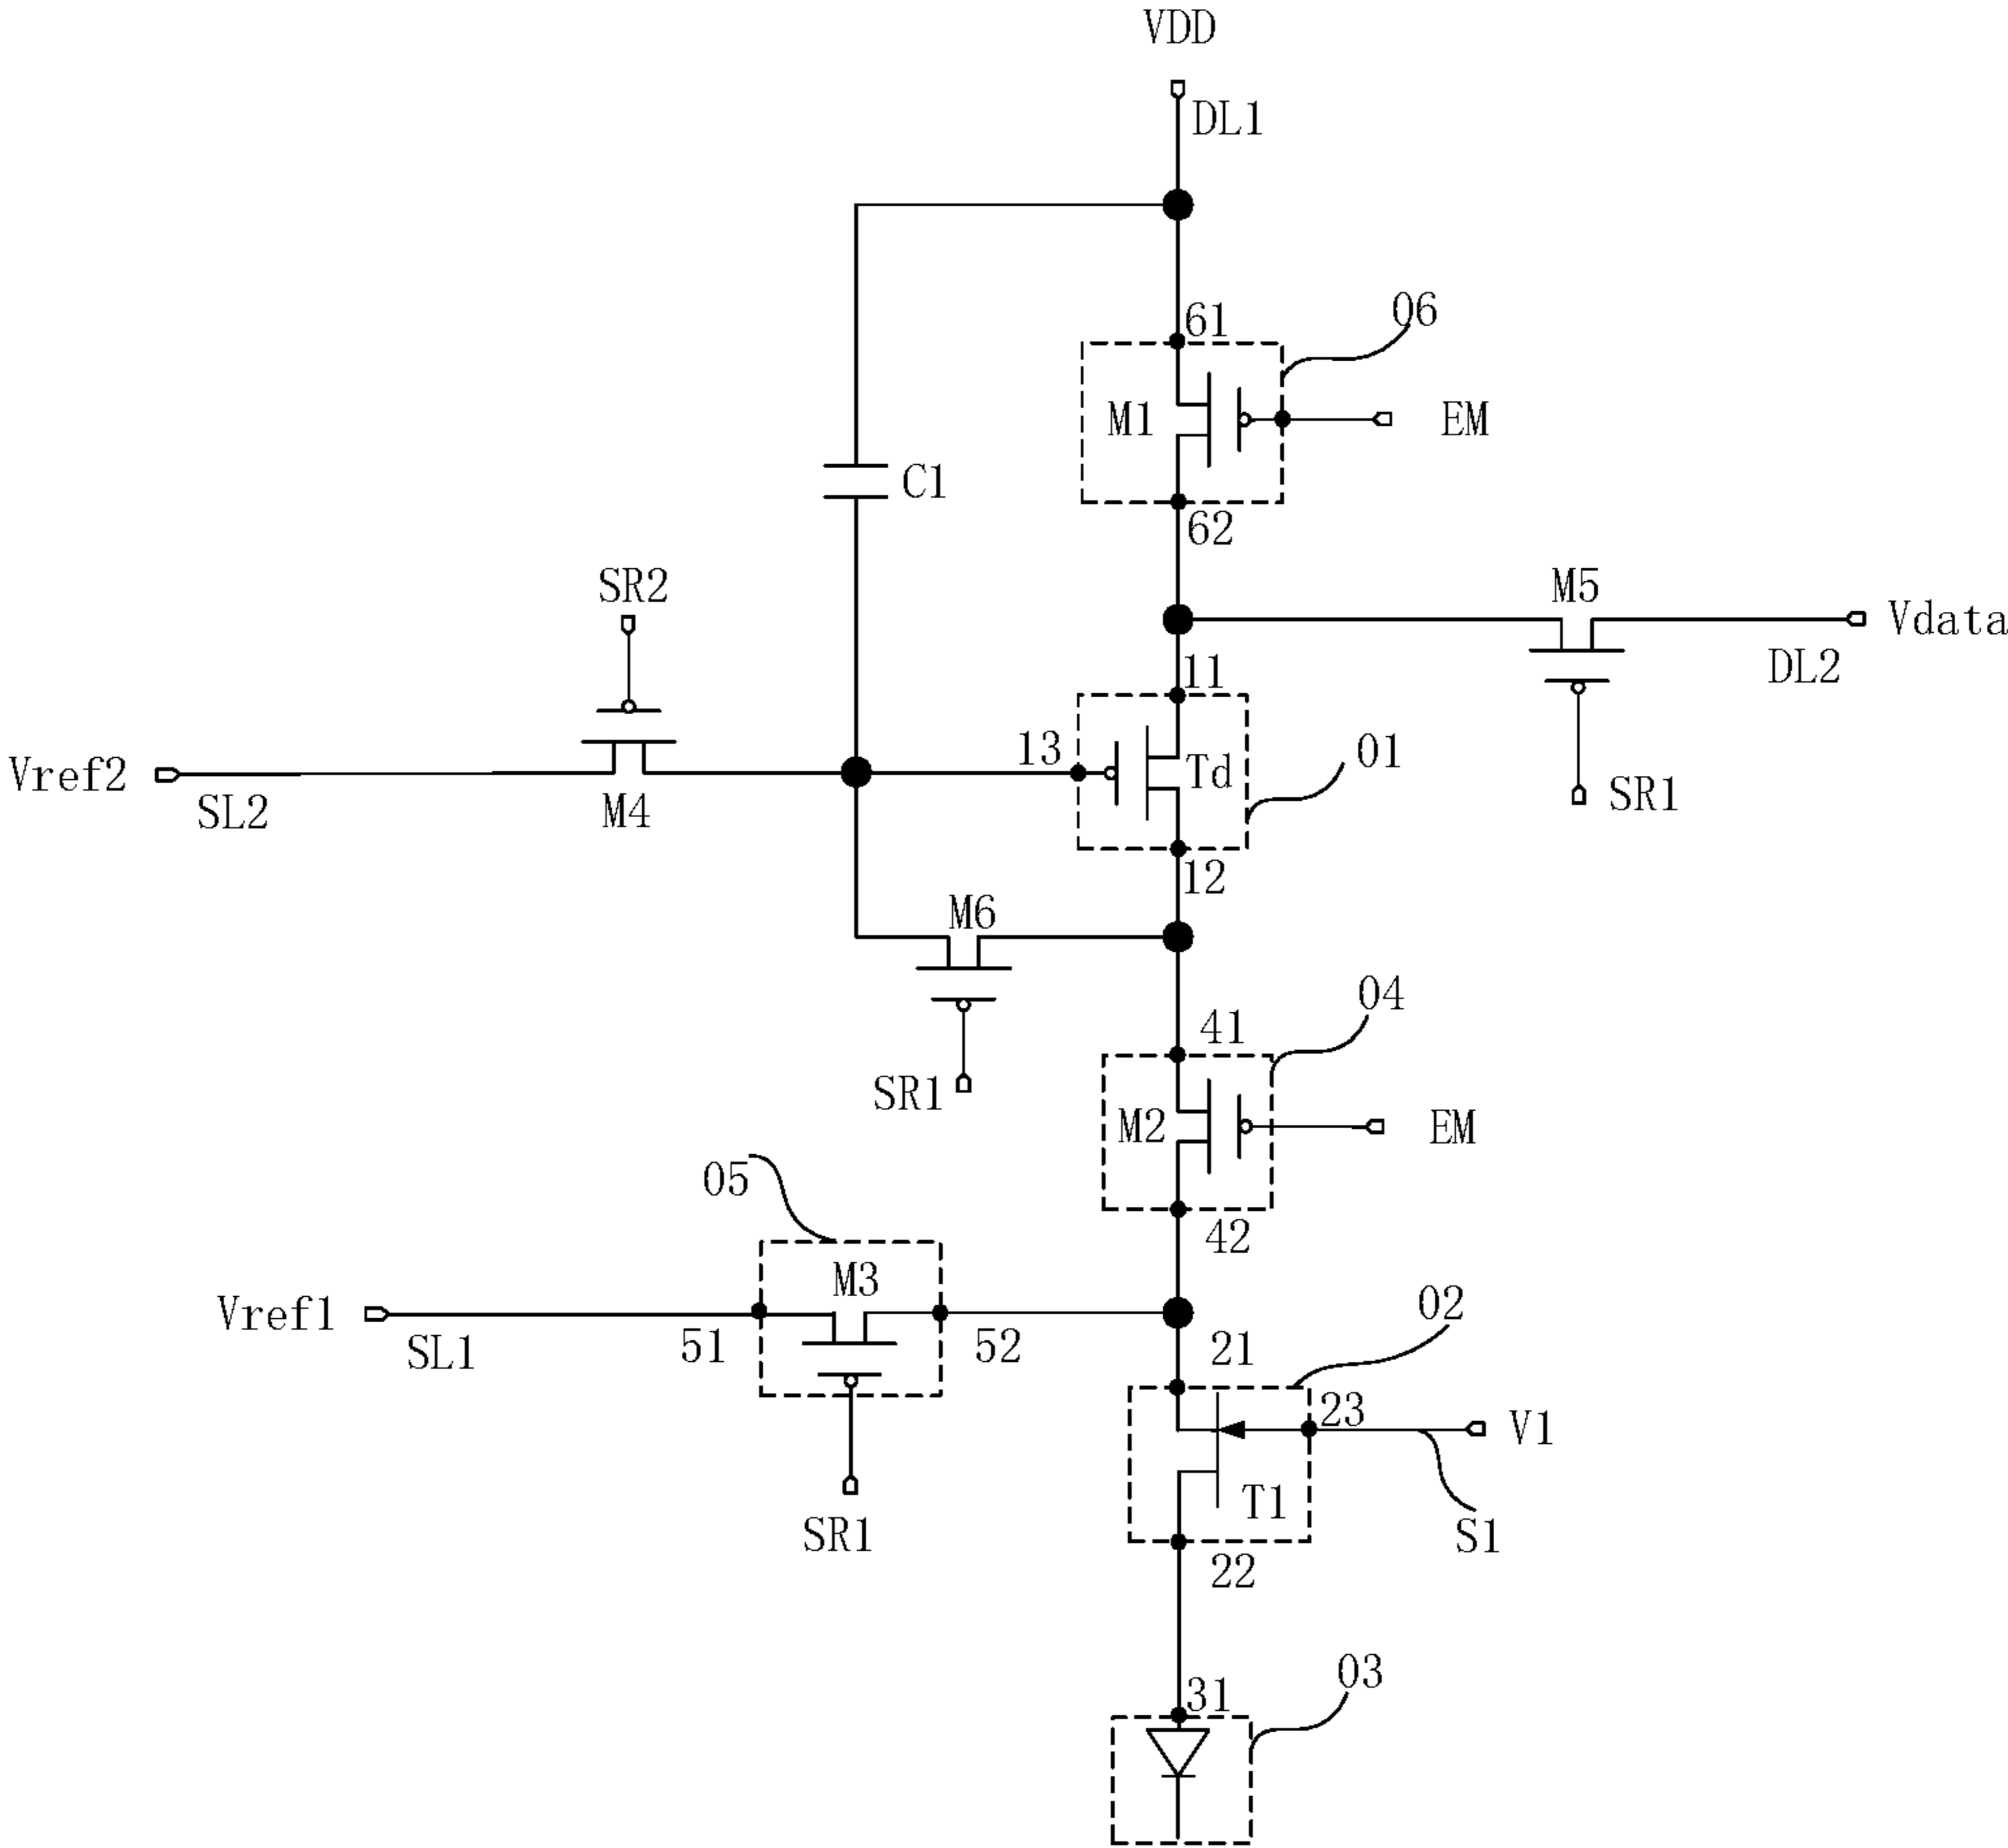 VDD
DL1
61
06
M1
EM
C1
62
SR2
M5
Vdata
11
DL2
13
Td
01
Vref2
SL2
M4
SR1
12
M6
04
41
SR1
M2
EM
05
42
M3
02
Vref1
SL1
51
52
21
23
V1
T1
SR1
S1
22
31
03